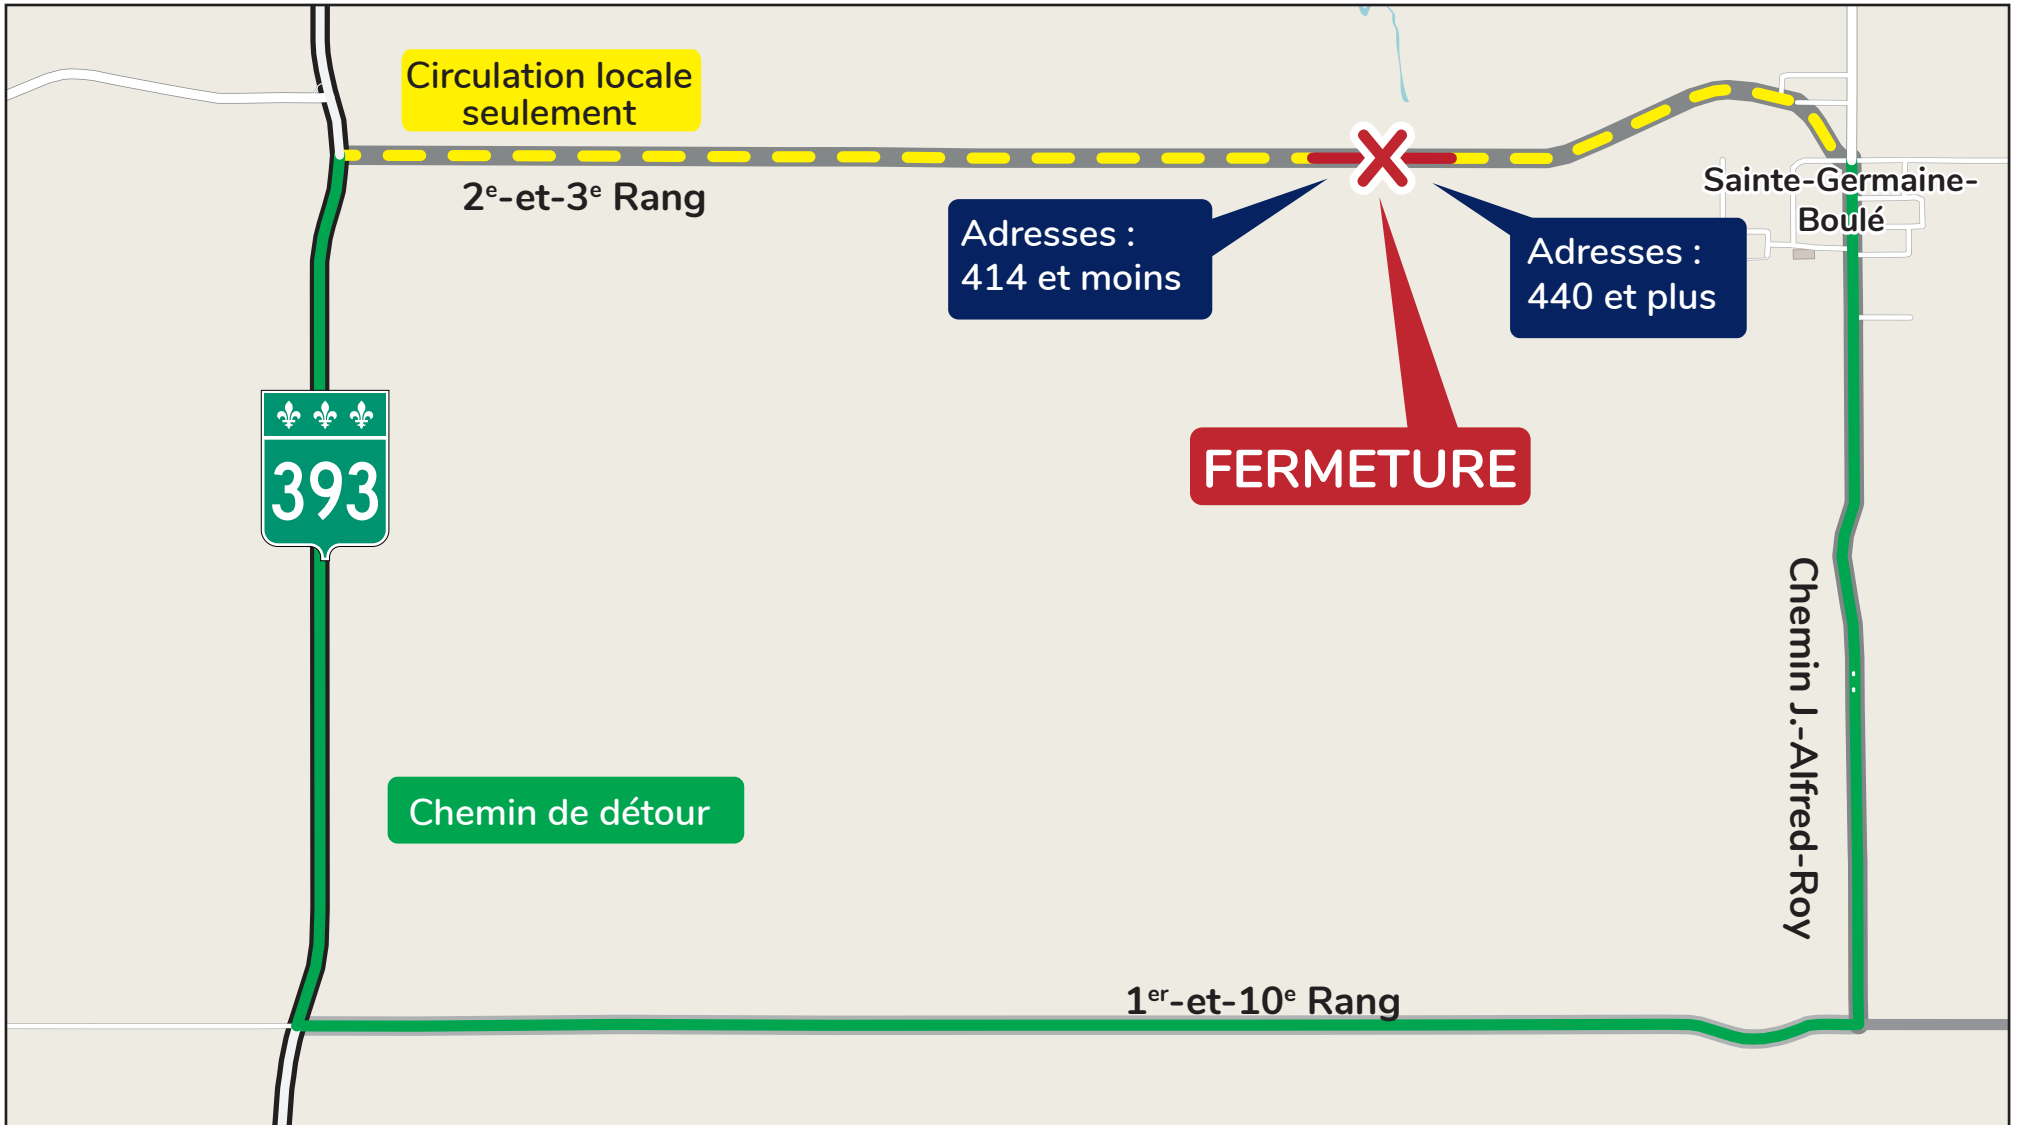 Circulation locale
seulement
2ᵉ-et-3ᵉ Rang
Sainte-Germaine-
Boulé
Adresses :
414 et moins
Adresses :
440 et plus
FERMETURE
393
Chemin J.-Alfred-Roy
Chemin de détour
1ᵉʳ-et-10ᵉ Rang